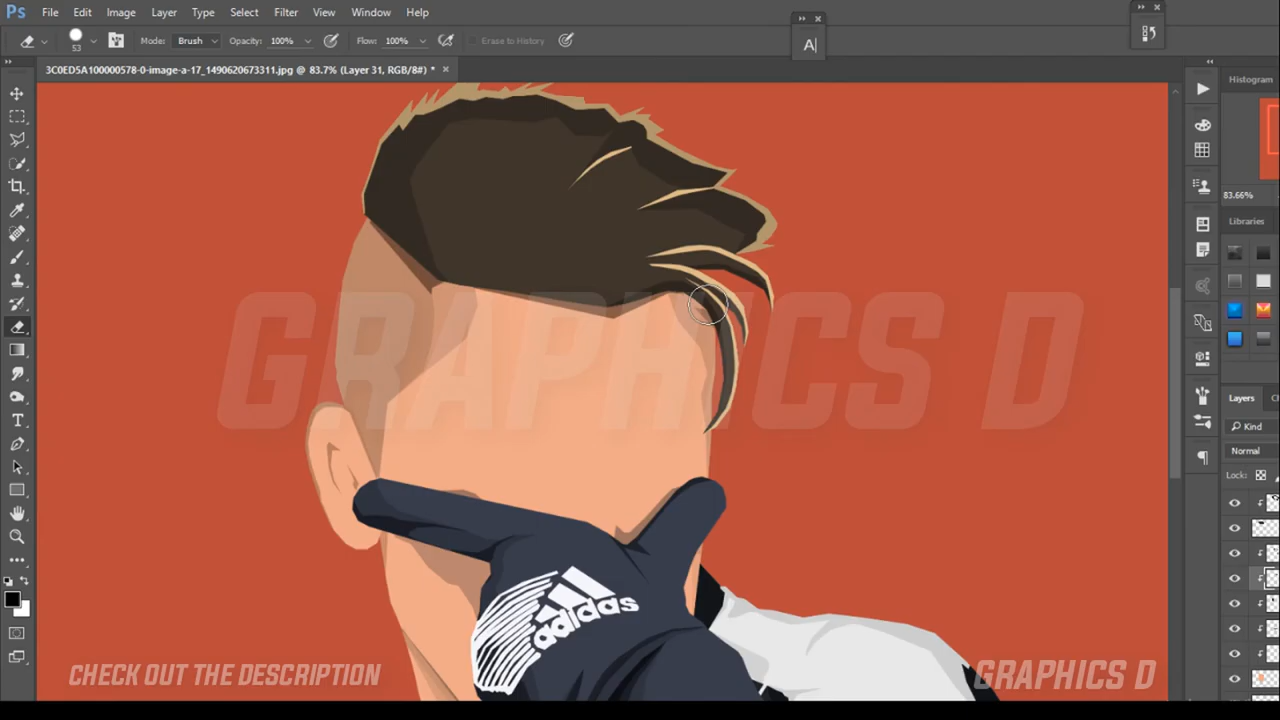 Ps File Edit Image Layer Type Select Filter View Window Help
53 Mode: Brush Opacity: 100% Flow: 100% Erase to History
A|
3C0ED5A100000578-0-image-a-17_1490620673311.jpg @ 83.7% (Layer 31, RGB/8#) *
Histogram
83.66%
Libraries
GRAPHICS D
Layers
Kind
Normal
Lock:
adidas
CHECK OUT THE DESCRIPTION
GRAPHICS D